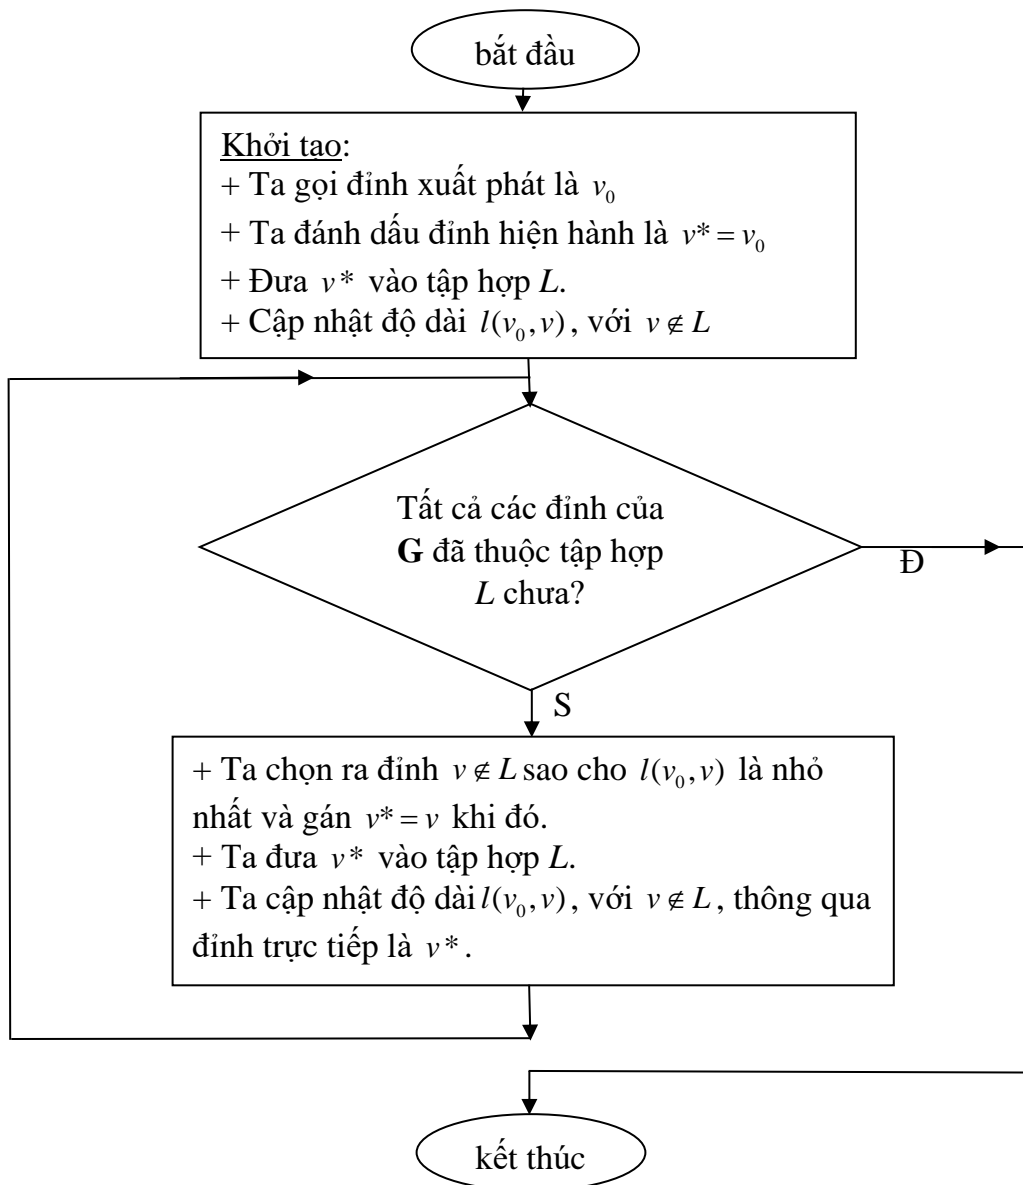 bắt đầu
Khởi tạo:
+ Ta gọi đỉnh xuất phát là v₀
+ Ta đánh dấu đỉnh hiện hành là v* = v₀
+ Đưa v* vào tập hợp L.
+ Cập nhật độ dài l(v₀,v), với v ∉ L
Tất cả các đỉnh của
G đã thuộc tập hợp
L chưa?
Đ
S
+ Ta chọn ra đỉnh v ∉ L sao cho l(v₀,v) là nhỏ
nhất và gán v* = v khi đó.
+ Ta đưa v* vào tập hợp L.
+ Ta cập nhật độ dài l(v₀,v), với v ∉ L, thông qua
đỉnh trực tiếp là v*.
kết thúc